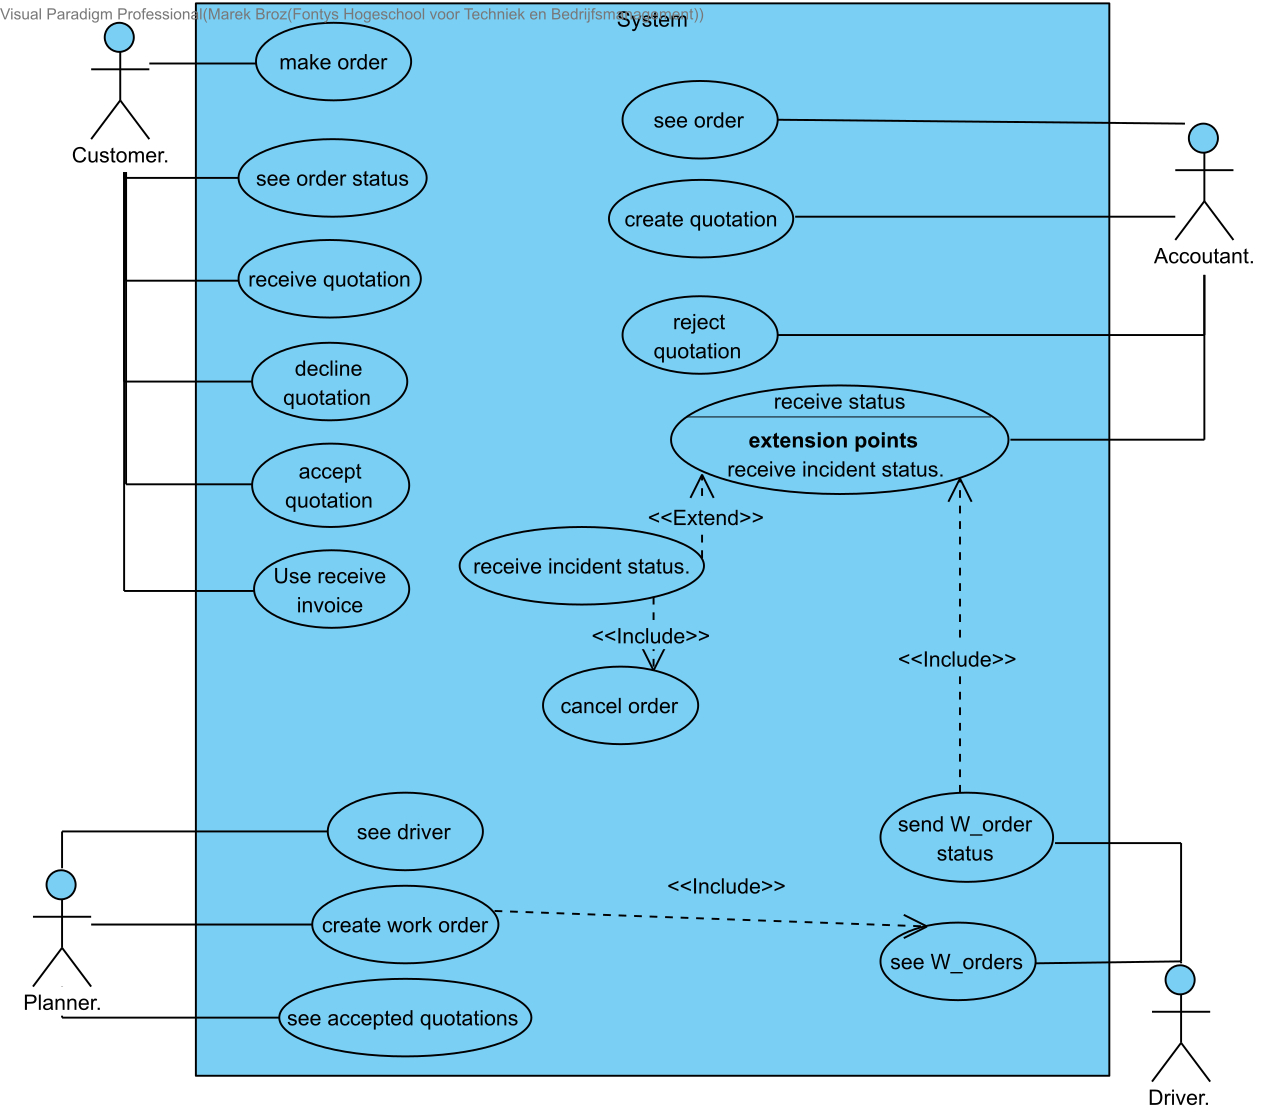 Visual Paradigm Professional(Marek Broz(Fontys Hogeschool voor Techniek en Bedrijfsmanagement))
System
make order
see order
Customer.
see order status
create quotation
Accoutant.
receive quotation
reject
quotation
decline
quotation
receive status
extension points
receive incident status.
accept
quotation
<<Extend>>
receive incident status.
Use receive
invoice
<<Include>>
<<Include>>
cancel order
see driver
send W_order
status
<<Include>>
create work order
see W_orders
Planner.
see accepted quotations
Driver.